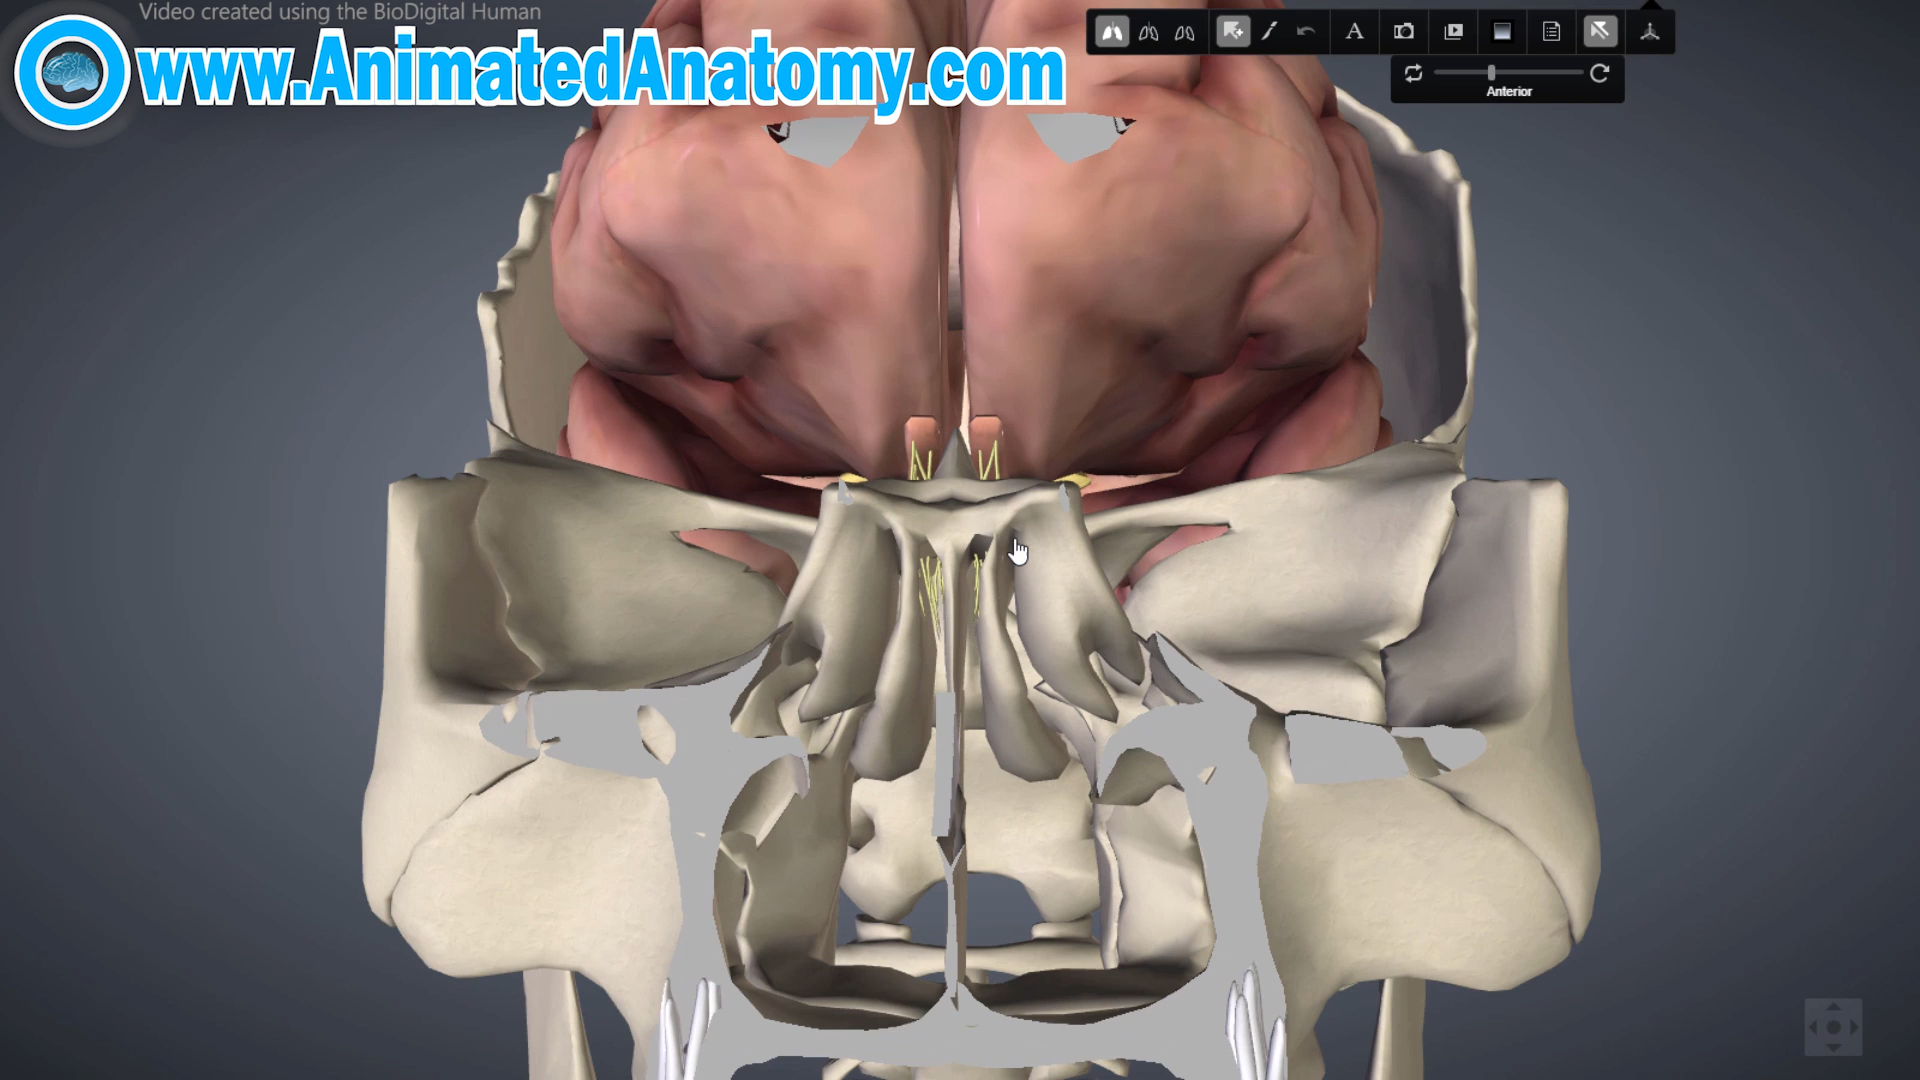 Video created using the BioDigital Human
www.AnimatedAnatomy.com
A
Anterior